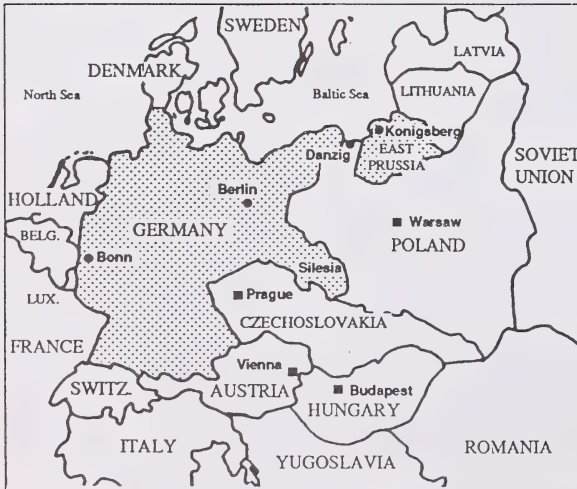 SWEDEN
DENMARK
LATVIA
North Sea
Baltic Sea
LITHUANIA
Konigsberg
Danzig
EAST
PRUSSIA
SOVIET
UNION
HOLLAND
Berlin
GERMANY
BELG.
Bonn
Warsaw
POLAND
Silesia
LUX.
Prague
CZECHOSLOVAKIA
FRANCE
Vienna
SWITZ.
AUSTRIA
Budapest
HUNGARY
ITALY
YUGOSLAVIA
ROMANIA